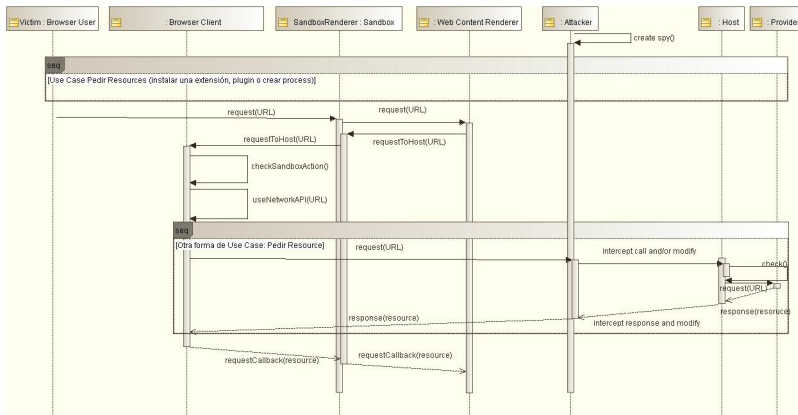 Victim : Browser User
: Browser Client
SandboxRenderer : Sandbox
: Web Content Renderer
: Attacker
: Host
: Provider
create spy()
seq
[Use Case Pedir Resources (instalar una extensión, plugin o crear process)]
request(URL)
request(URL)
requestToHost(URL)
requestToHost(URL)
checkSandboxAction()
useNetworkAPI(URL)
seq
[Otra forma de Use Case: Pedir Resource]
request(URL)
intercept call and/or modify
check()
request(URL)
response(resoruce)
response(resource)
intercept response and modify
requestCallback(resource)
requestCallback(resource)